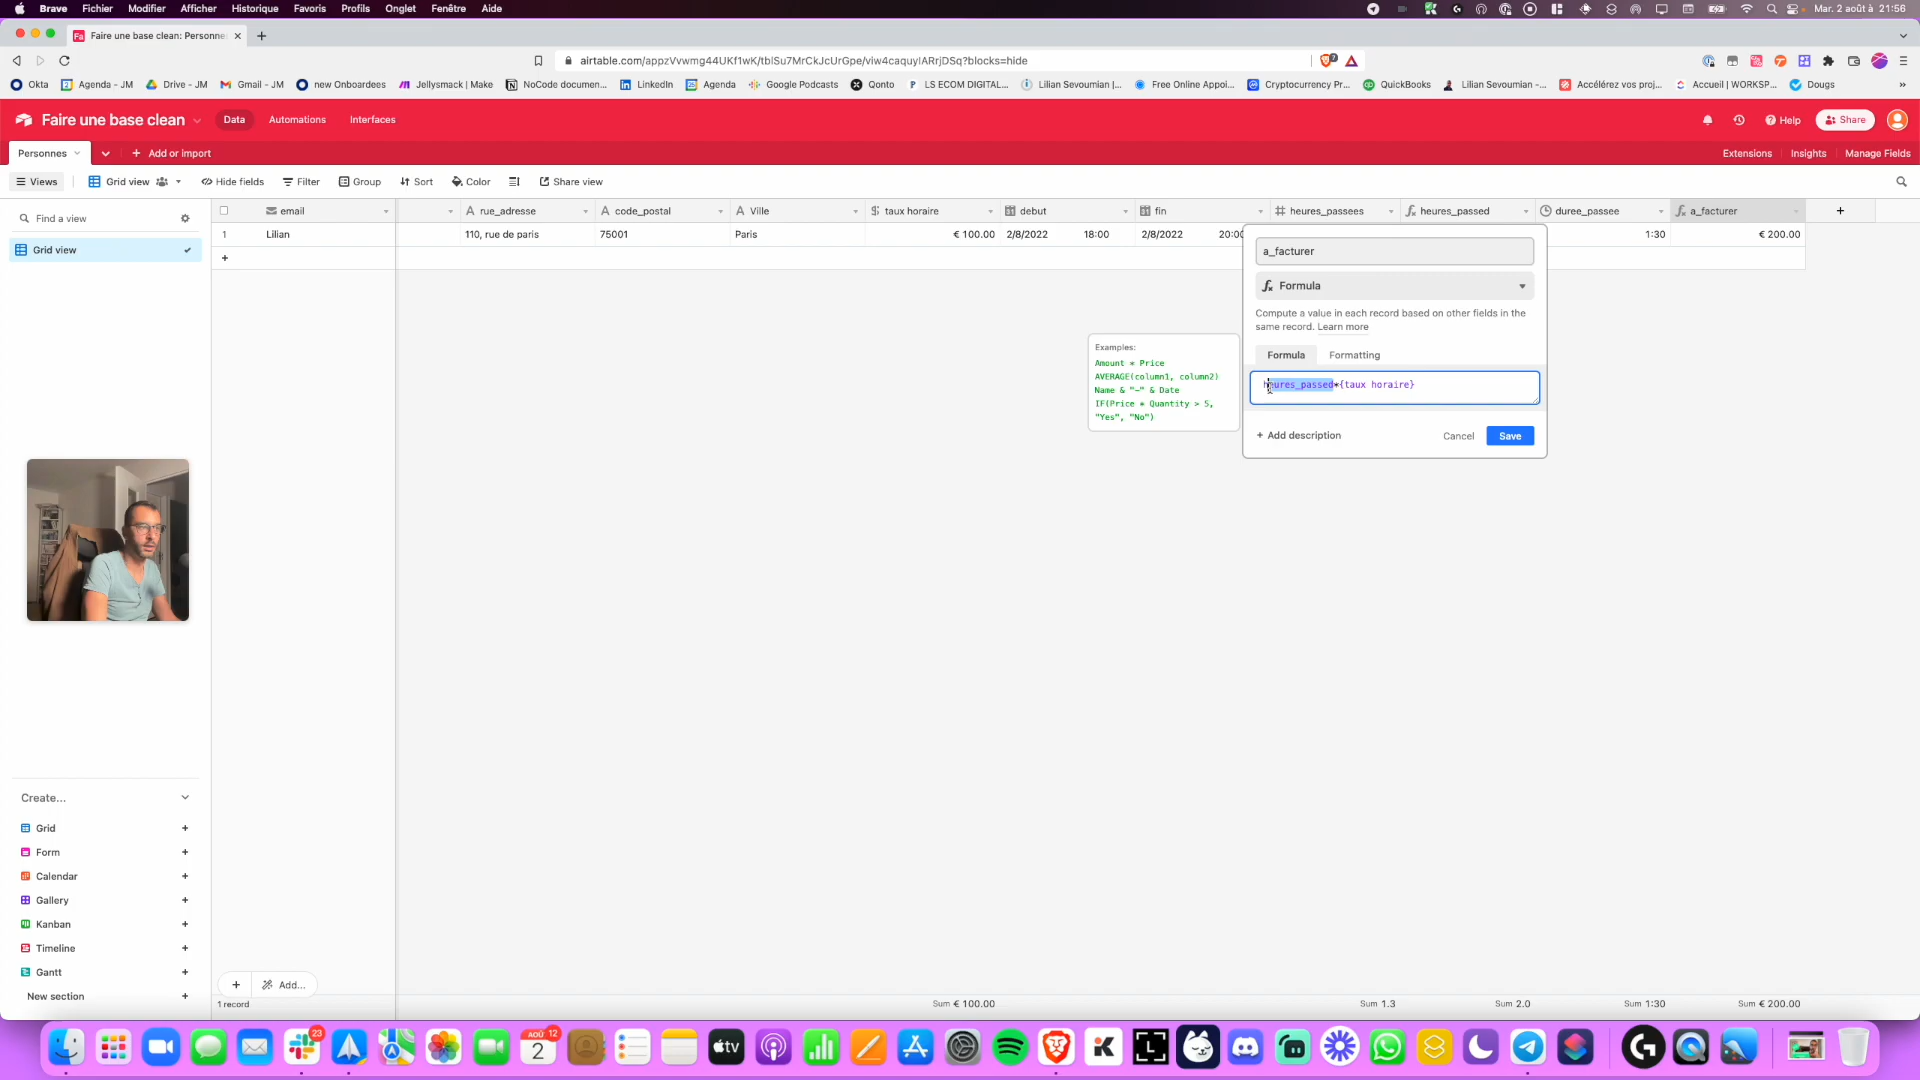 Brave Fichier Modifier Afficher Historique Favoris Profils Onglet Fenêtre Aide Mar. 2 août à 21:56
Faire une base clean: Personne
airtable.com/appzVvwmg44UKf1wK/tblSu7MrCkJcUrGpe/viw4caquyIARrjDSq?blocks=hide
Okta Agenda - JM Drive - JM Gmail - JM new Onboardees Jellysmack | Make NoCode documen... LinkedIn Agenda Google Podcasts Qonto LS ECOM DIGITAL... Lilian Sevoumian |... Free Online Appoi... Cryptocurrency Pr... QuickBooks Lilian Sevoumian -... Accélérez vos proj... Accueil | WORKSP... Dougs
Faire une base clean Data Automations Interfaces Help Share
Personnes Add or import Extensions Insights Manage Fields
Views Grid view Hide fields Filter Group Sort Color Share view
Find a view email rue_adresse code_postal Ville taux horaire debut fin heures_passees heures_passed duree_passee a_facturer
1 Lilian 110, rue de paris 75001 Paris € 100.00 2/8/2022 18:00 2/8/2022 20:00 1:30 € 200.00
Grid view
a_facturer
Formula
Compute a value in each record based on other fields in the
same record. Learn more
Formula Formatting
heures_passed*{taux horaire}
Examples:
Amount * Price
AVERAGE(column1, column2)
Name & "-" & Date
IF(Price * Quantity > 5,
"Yes", "No")
+ Add description Cancel Save
Create...
Grid
Form
Calendar
Gallery
Kanban
Timeline
Gantt
New section
Add...
1 record Sum € 100.00 Sum 1.3 Sum 2.0 Sum 1:30 Sum € 200.00
23
AOÛ 12
2
tv